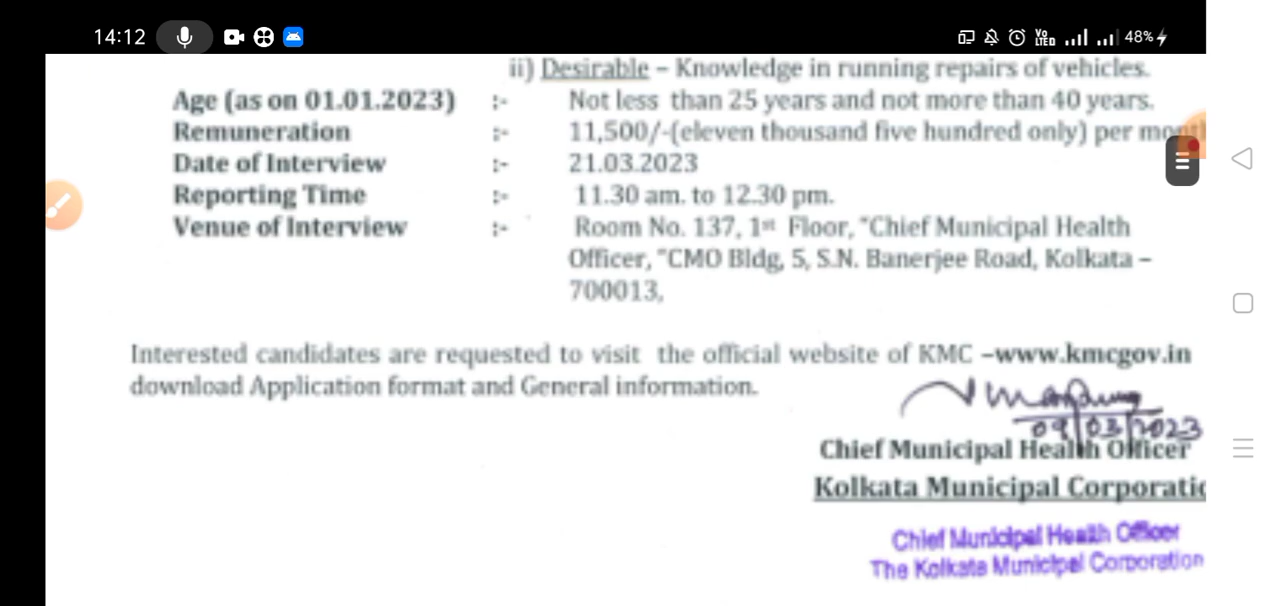 14:12
Vo LTED 48%
ii) Desirable – Knowledge in running repairs of vehicles.
Age (as on 01.01.2023) :- Not less than 25 years and not more than 40 years.
Remuneration :- 11,500/-(eleven thousand five hundred only) per month
Date of Interview :- 21.03.2023
Reporting Time :- 11.30 am. to 12.30 pm.
Venue of Interview :- Room No. 137, 1st Floor, "Chief Municipal Health
Officer, "CMO Bldg, 5, S.N. Banerjee Road, Kolkata –
700013,
Interested candidates are requested to visit the official website of KMC –www.kmcgov.in
download Application format and General information.
09/03/2023
Chief Municipal Health Officer
Kolkata Municipal Corporatio
Chief Municipal Health Officer
The Kolkata Municipal Corporation